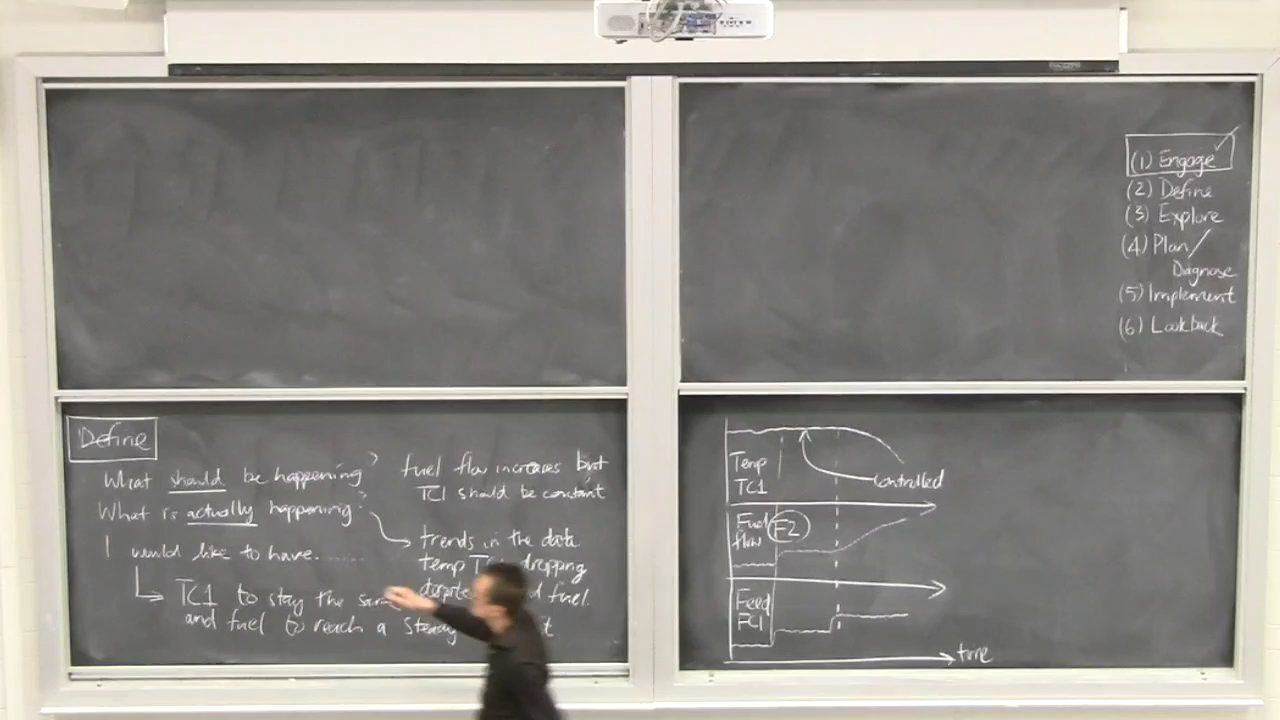 Define
What should be happening?
fuel flow increases but
TC1 should be constant
What is actually happening?
trends in the data
temp dropping
despite fuel.
I would like to have......
TC1 to stay the
and fuel to reach a steady
(1) Engage
(2) Define
(3) Explore
(4) Plan/
Diagnose
(5) Implement
(6) Lookback
Temp
TC1
Controlled
Fuel
flow
F2
Feed
FC1
time